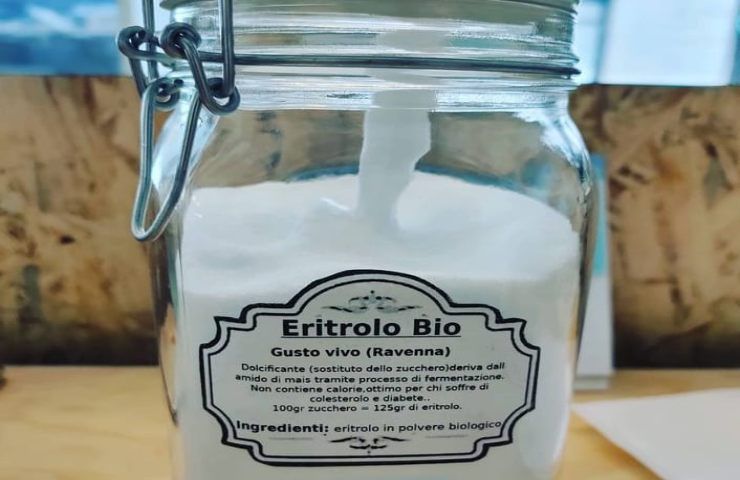 Eritrolo Bio
Gusto vivo (Ravenna)
Dolcificante (sostituto dello zucchero)deriva dall
amido di mais tramite processo di fermentazione.
Non contiene calorie,ottimo per chi soffre di
colesterolo e diabete..
100gr zucchero = 125gr di eritrolo.
Ingredienti: eritrolo in polvere biologico